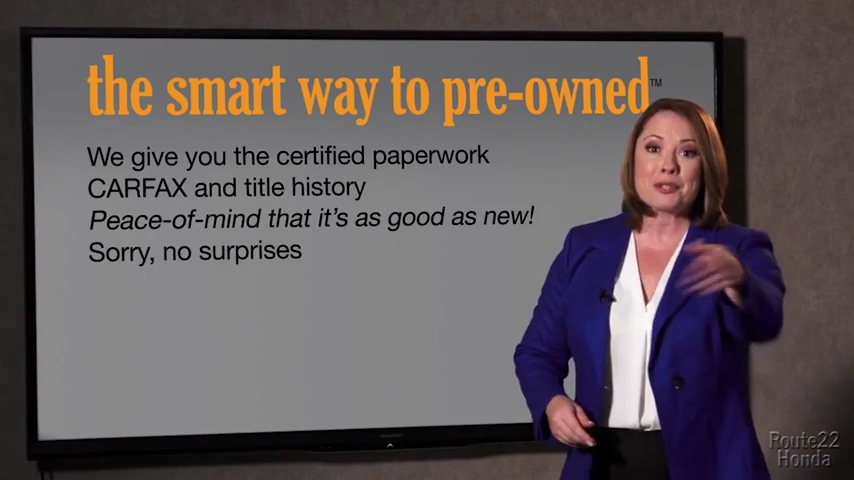 the smart way to pre-owned™
We give you the certified paperwork
CARFAX and title history
Peace-of-mind that it's as good as new!
Sorry, no surprises
Route22
Honda